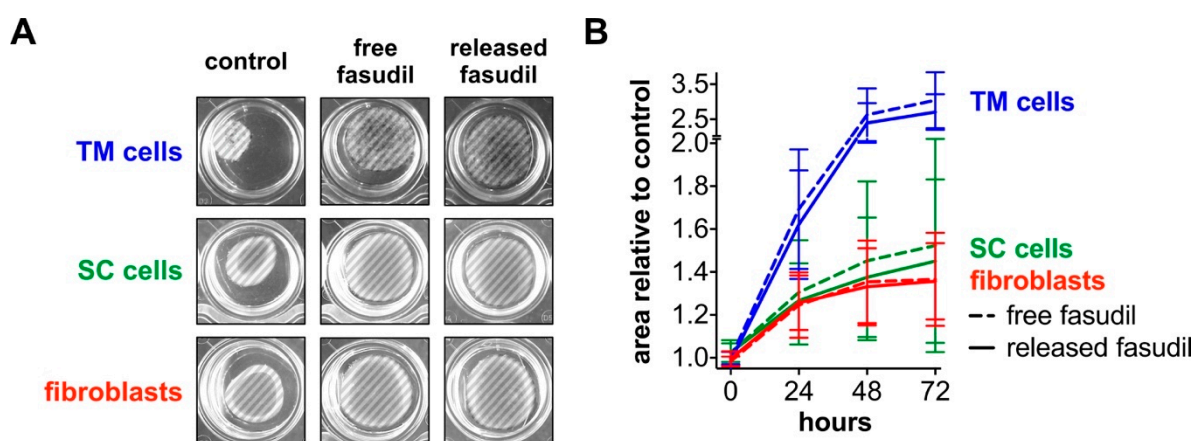 A
control
free
fasudil
released
fasudil
TM cells
SC cells
fibroblasts
B
area relative to control
3.5
2.5
2.0
1.8
1.6
1.4
1.2
1.0
0
24
48
72
hours
TM cells
SC cells
fibroblasts
free fasudil
released fasudil